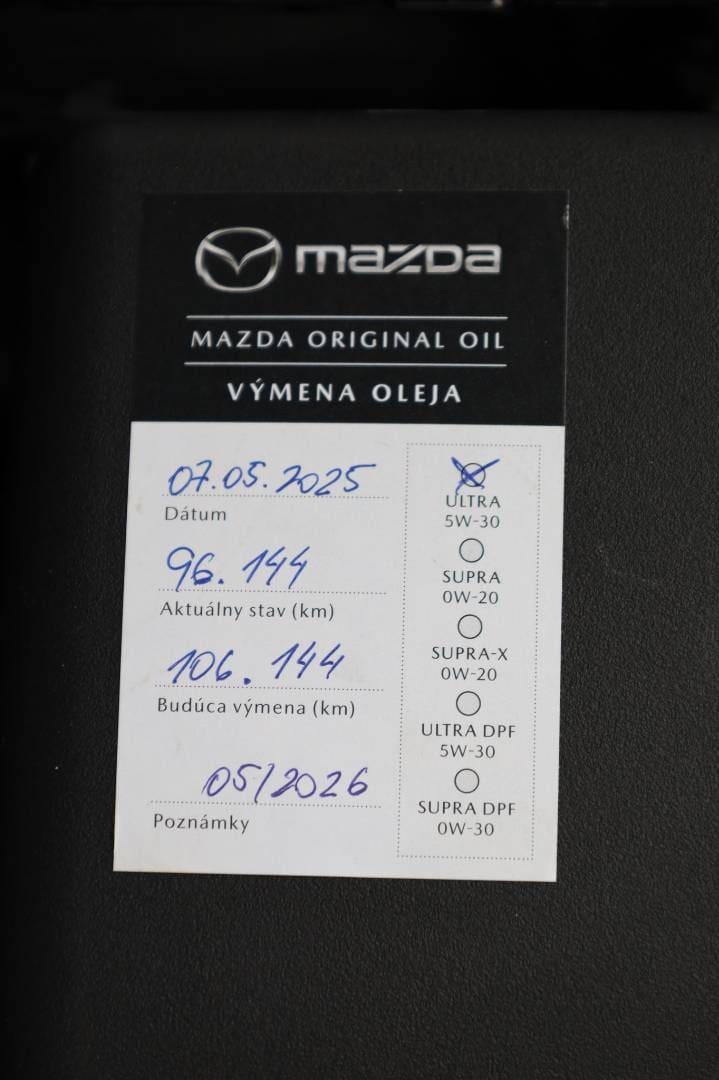 mazda
MAZDA ORIGINAL OIL
VÝMENA OLEJA
07.05.2025
Dátum
96.144
Aktuálny stav (km)
106.144
Budúca výmena (km)
05/2026
Poznámky
ULTRA
5W-30
SUPRA
0W-20
SUPRA-X
0W-20
ULTRA DPF
5W-30
SUPRA DPF
0W-30